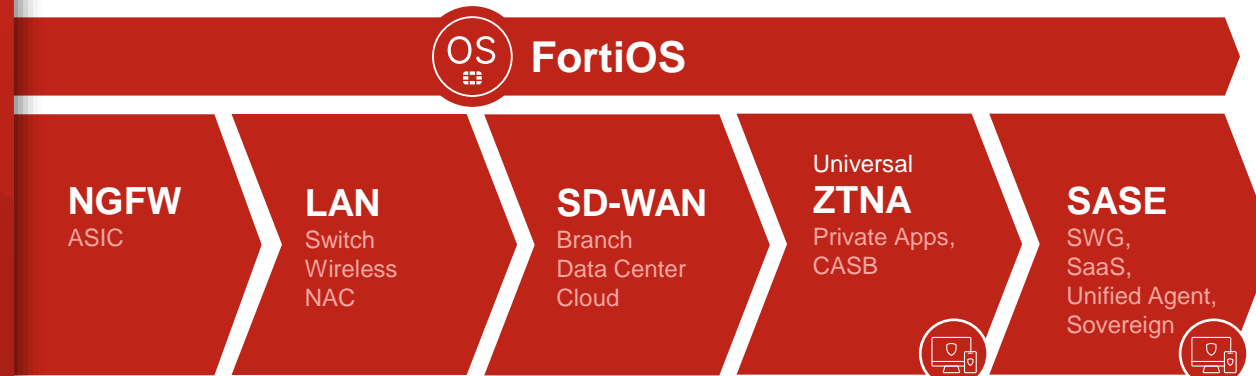 OS
FortiOS
NGFW
ASIC
LAN
Switch
Wireless
NAC
SD-WAN
Branch
Data Center
Cloud
Universal
ZTNA
Private Apps,
CASB
SASE
SWG,
SaaS,
Unified Agent,
Sovereign